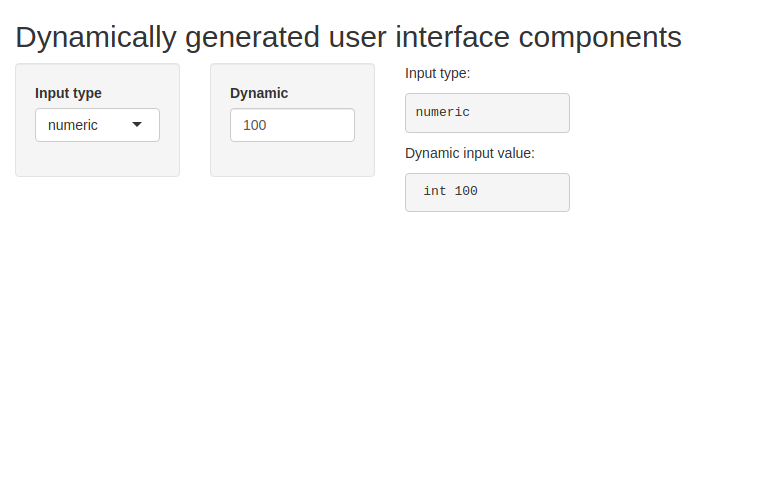 Dynamically generated user interface components
Input type
numeric
Dynamic
100
Input type:
numeric
Dynamic input value:
int 100